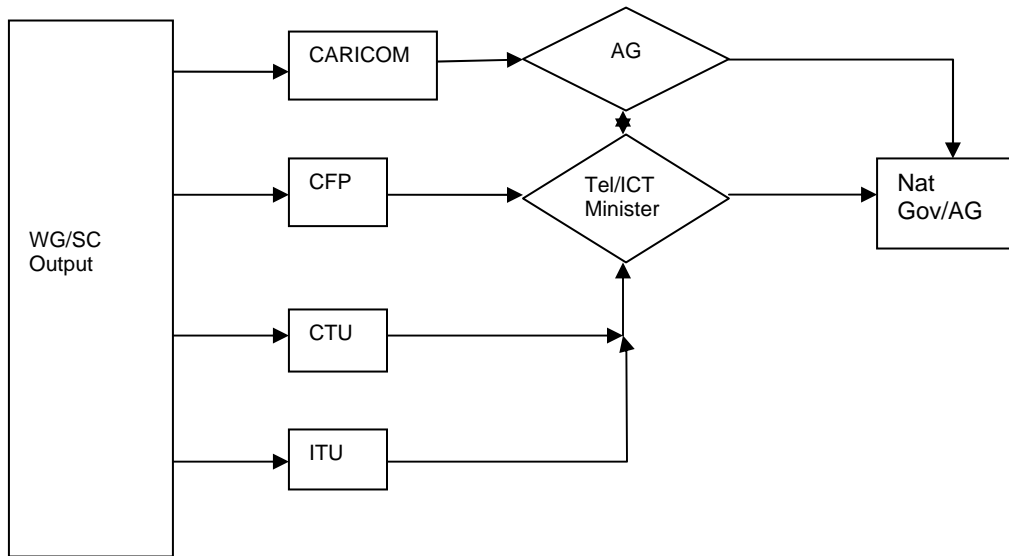 CARICOM
AG
CFP
Tel/ICT
Minister
Nat
Gov/AG
WG/SC
Output
CTU
ITU